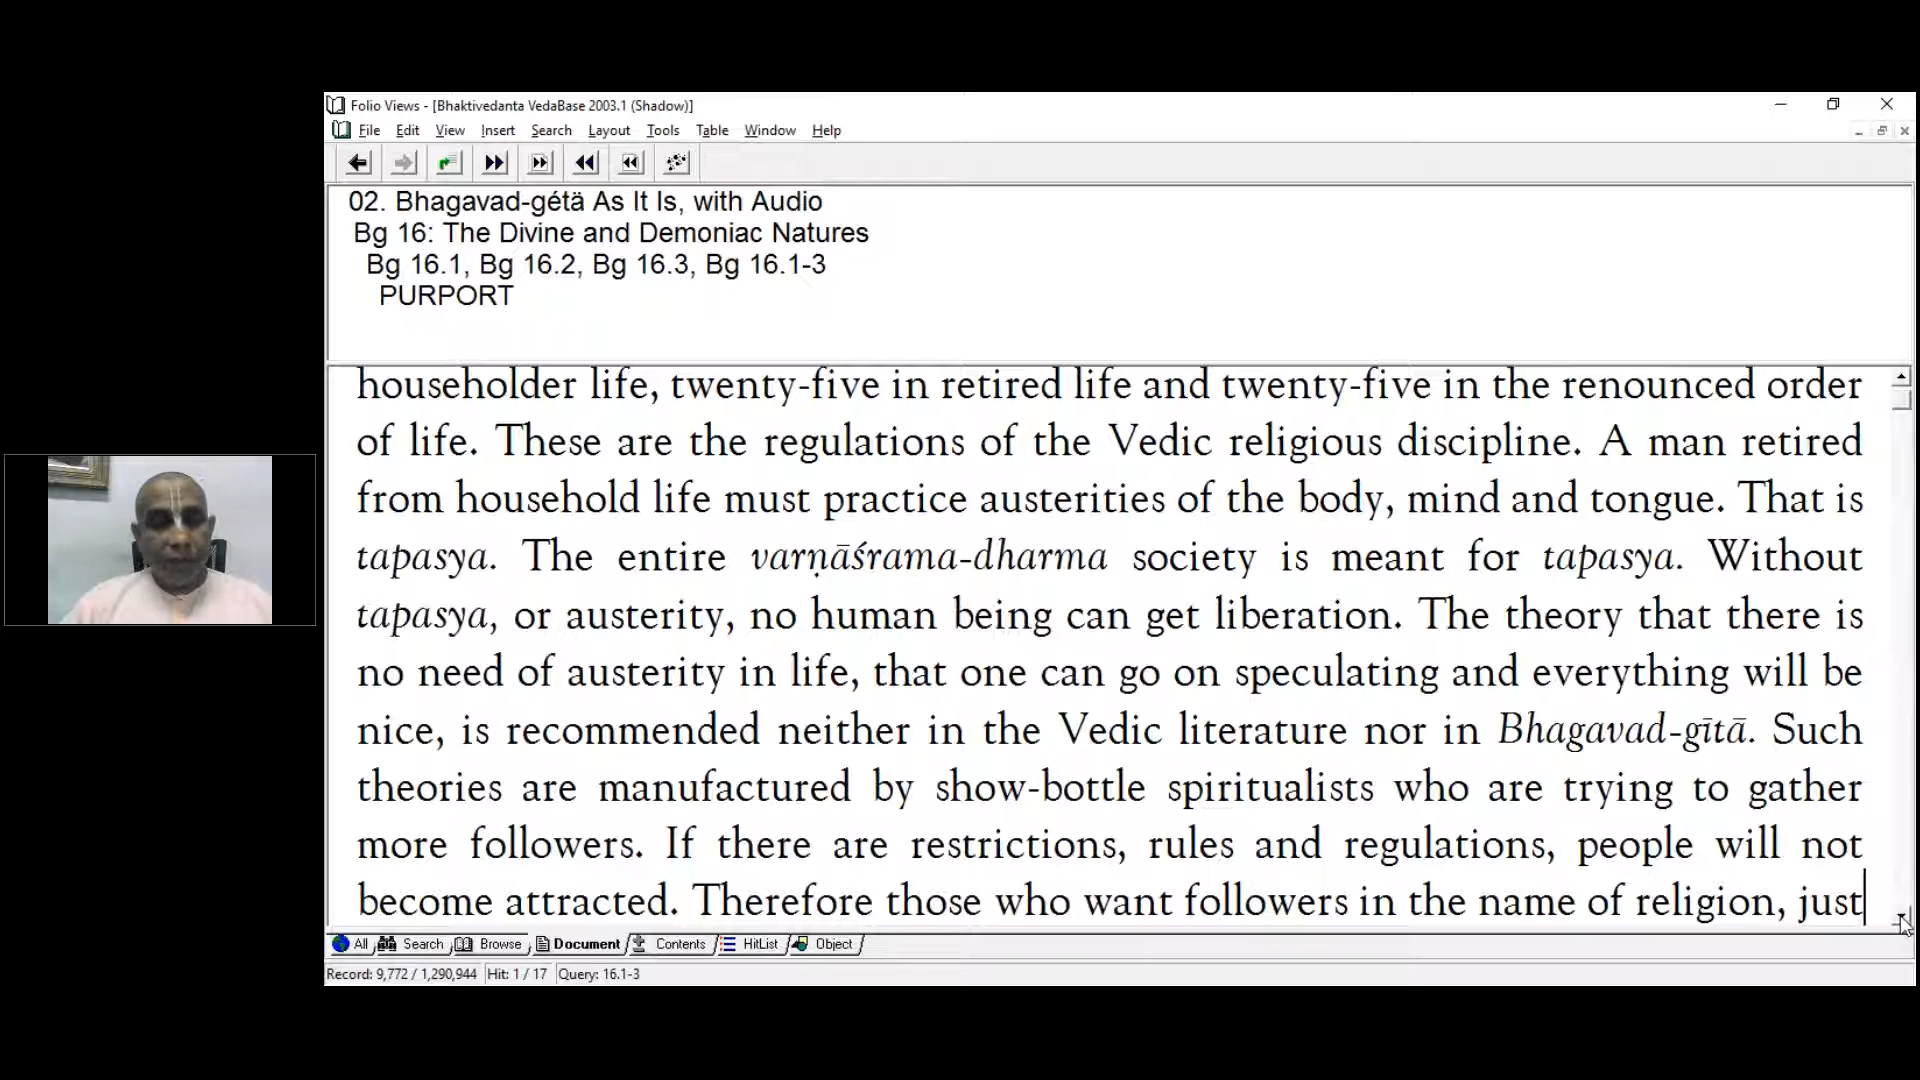 Folio Views - [Bhaktivedanta VedaBase 2003.1 (Shadow)]
File Edit View Insert Search Layout Tools Table Window Help
02. Bhagavad-gétä As It Is, with Audio
Bg 16: The Divine and Demoniac Natures
Bg 16.1, Bg 16.2, Bg 16.3, Bg 16.1-3
PURPORT
householder life, twenty-five in retired life and twenty-five in the renounced order
of life. These are the regulations of the Vedic religious discipline. A man retired
from household life must practice austerities of the body, mind and tongue. That is
tapasya. The entire varṇāśrama-dharma society is meant for tapasya. Without
tapasya, or austerity, no human being can get liberation. The theory that there is
no need of austerity in life, that one can go on speculating and everything will be
nice, is recommended neither in the Vedic literature nor in Bhagavad-gītā. Such
theories are manufactured by show-bottle spiritualists who are trying to gather
more followers. If there are restrictions, rules and regulations, people will not
become attracted. Therefore those who want followers in the name of religion, just
All Search Browse Document Contents HitList Object
Record: 9,772 / 1,290,944 Hit: 1 / 17 Query: 16.1-3